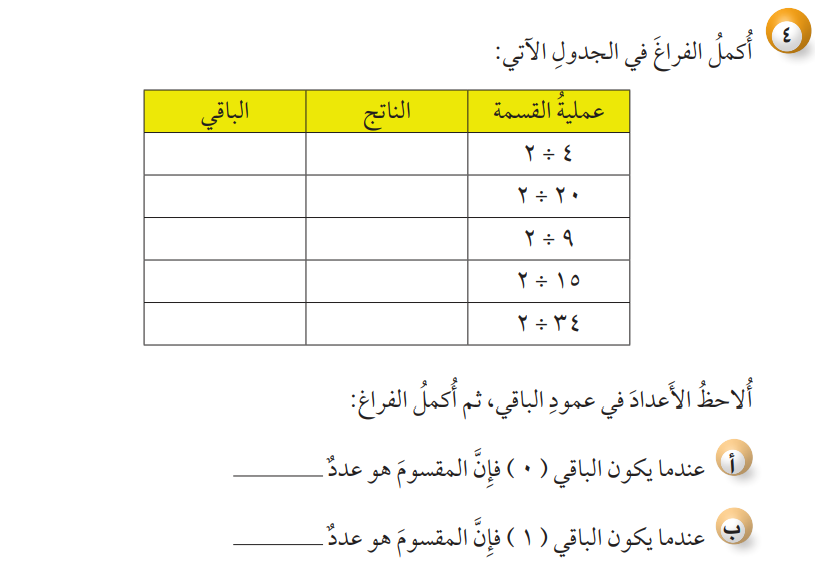 ٤
أُكملُ الفراغَ في الجدولِ الآتي:
عمليةُ القسمة الناتج الباقي
٤ ÷ ٢
٢٠ ÷ ٢
٩ ÷ ٢
١٥ ÷ ٢
٣٤ ÷ ٢
أُلاحظُ الأَعدادَ في عمودِ الباقي، ثم أُكملُ الفراغ:
أ عندما يكون الباقي ( ٠ ) فإِنَّ المقسومَ هو عددٌ ________
ب عندما يكون الباقي ( ١ ) فإِنَّ المقسومَ هو عددٌ ________